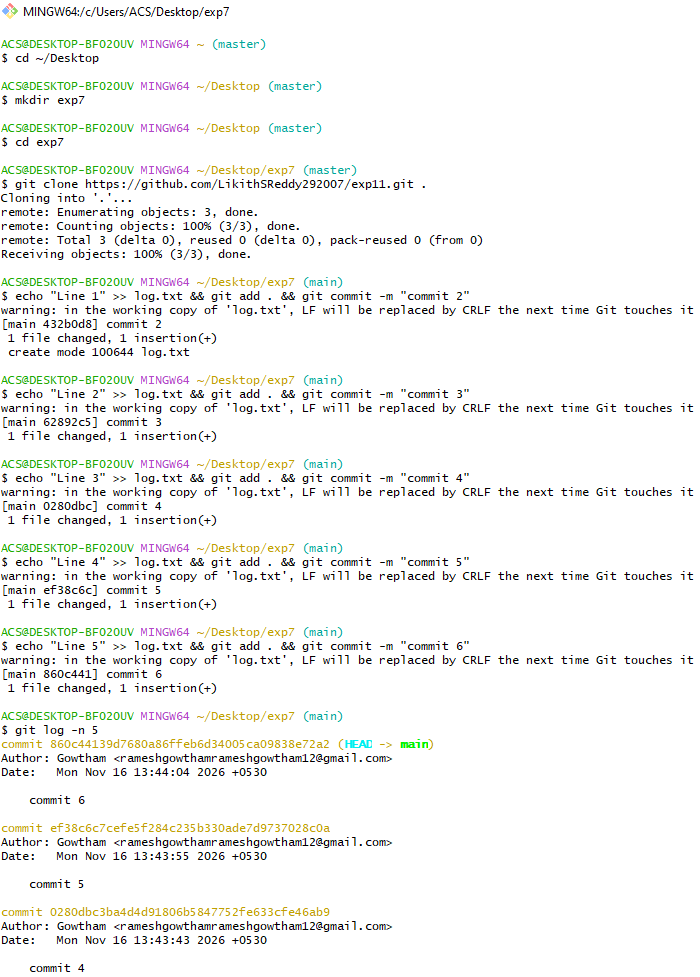 MINGW64:/c/Users/ACS/Desktop/exp7
ACS@DESKTOP-BFO2OUV MINGW64 ~ (master)
$ cd ~/Desktop
ACS@DESKTOP-BFO2OUV MINGW64 ~/Desktop (master)
$ mkdir exp7
ACS@DESKTOP-BFO2OUV MINGW64 ~/Desktop (master)
$ cd exp7
ACS@DESKTOP-BFO2OUV MINGW64 ~/Desktop/exp7 (master)
$ git clone https://github.com/LikithSReddy292007/exp11.git .
Cloning into '.'...
remote: Enumerating objects: 3, done.
remote: Counting objects: 100% (3/3), done.
remote: Total 3 (delta 0), reused 0 (delta 0), pack-reused 0 (from 0)
Receiving objects: 100% (3/3), done.
ACS@DESKTOP-BFO2OUV MINGW64 ~/Desktop/exp7 (main)
$ echo "Line 1" >> log.txt && git add . && git commit -m "commit 2"
warning: in the working copy of 'log.txt', LF will be replaced by CRLF the next time Git touches it
[main 432b0d8] commit 2
 1 file changed, 1 insertion(+)
 create mode 100644 log.txt
ACS@DESKTOP-BFO2OUV MINGW64 ~/Desktop/exp7 (main)
$ echo "Line 2" >> log.txt && git add . && git commit -m "commit 3"
warning: in the working copy of 'log.txt', LF will be replaced by CRLF the next time Git touches it
[main 62892c5] commit 3
 1 file changed, 1 insertion(+)
ACS@DESKTOP-BFO2OUV MINGW64 ~/Desktop/exp7 (main)
$ echo "Line 3" >> log.txt && git add . && git commit -m "commit 4"
warning: in the working copy of 'log.txt', LF will be replaced by CRLF the next time Git touches it
[main 0280dbc] commit 4
 1 file changed, 1 insertion(+)
ACS@DESKTOP-BFO2OUV MINGW64 ~/Desktop/exp7 (main)
$ echo "Line 4" >> log.txt && git add . && git commit -m "commit 5"
warning: in the working copy of 'log.txt', LF will be replaced by CRLF the next time Git touches it
[main ef38c6c] commit 5
 1 file changed, 1 insertion(+)
ACS@DESKTOP-BFO2OUV MINGW64 ~/Desktop/exp7 (main)
$ echo "Line 5" >> log.txt && git add . && git commit -m "commit 6"
warning: in the working copy of 'log.txt', LF will be replaced by CRLF the next time Git touches it
[main 860c441] commit 6
 1 file changed, 1 insertion(+)
ACS@DESKTOP-BFO2OUV MINGW64 ~/Desktop/exp7 (main)
$ git log -n 5
commit 860c44139d7680a86ffeb6d34005ca09838e72a2 (HEAD -> main)
Author: Gowtham <rameshgowthamrameshgowtham12@gmail.com>
Date:   Mon Nov 16 13:44:04 2026 +0530
    commit 6
commit ef38c6c7cefe5f284c235b330ade7d9737028c0a
Author: Gowtham <rameshgowthamrameshgowtham12@gmail.com>
Date:   Mon Nov 16 13:43:55 2026 +0530
    commit 5
commit 0280dbc3ba4d4d91806b5847752fe633cfe46ab9
Author: Gowtham <rameshgowthamrameshgowtham12@gmail.com>
Date:   Mon Nov 16 13:43:43 2026 +0530
    commit 4